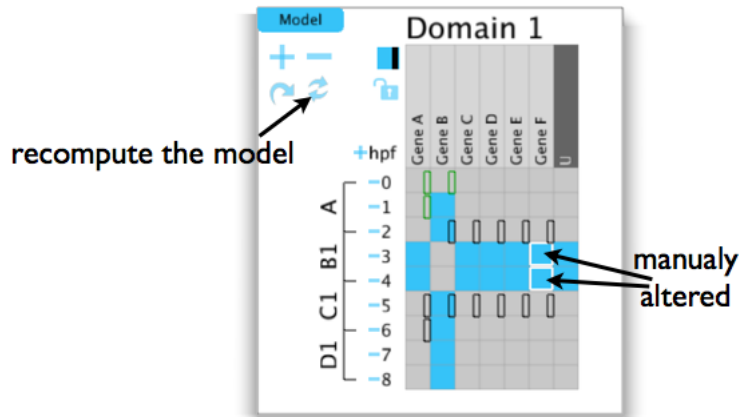 Model
Domain 1
recompute the model
+hpf
Gene A
Gene B
Gene C
Gene D
Gene E
Gene F
U
0
1
2
3
4
5
6
7
8
A
B1
C1
D1
manualy
altered